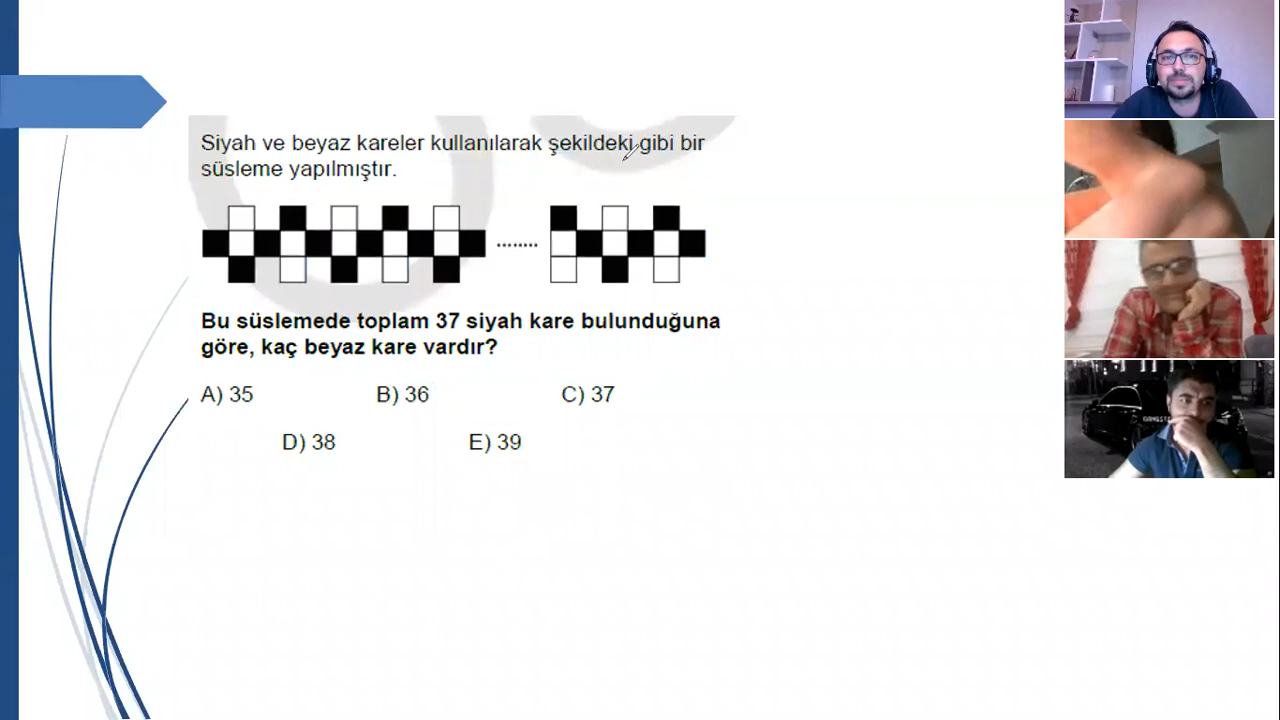 Siyah ve beyaz kareler kullanılarak şekildeki gibi bir
süsleme yapılmıştır.
........
Bu süslemede toplam 37 siyah kare bulunduğuna
göre, kaç beyaz kare vardır?
A) 35 B) 36 C) 37
D) 38 E) 39